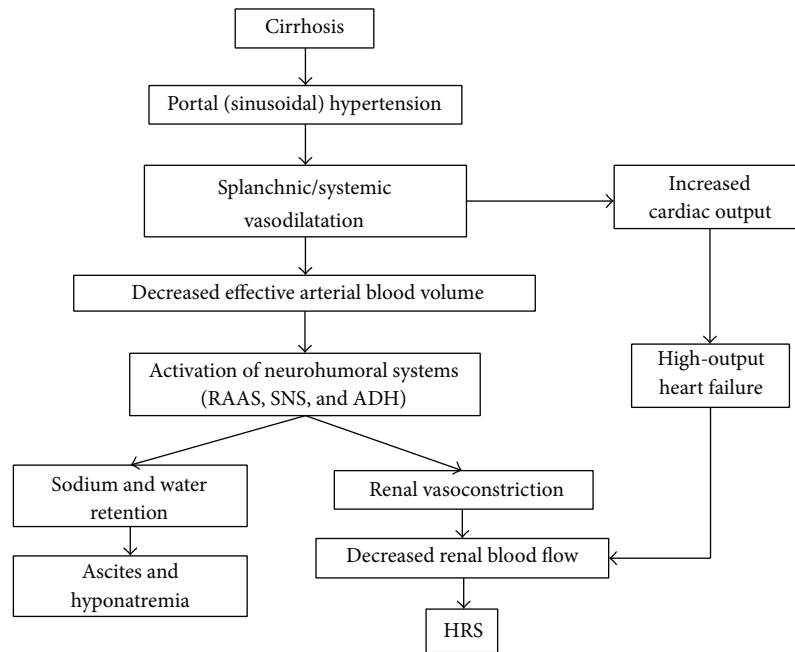 Cirrhosis
Portal (sinusoidal) hypertension
Splanchnic/systemic
vasodilatation
Increased
cardiac output
Decreased effective arterial blood volume
Activation of neurohumoral systems
(RAAS, SNS, and ADH)
High-output
heart failure
Sodium and water
retention
Renal vasoconstriction
Decreased renal blood flow
Ascites and
hyponatremia
HRS